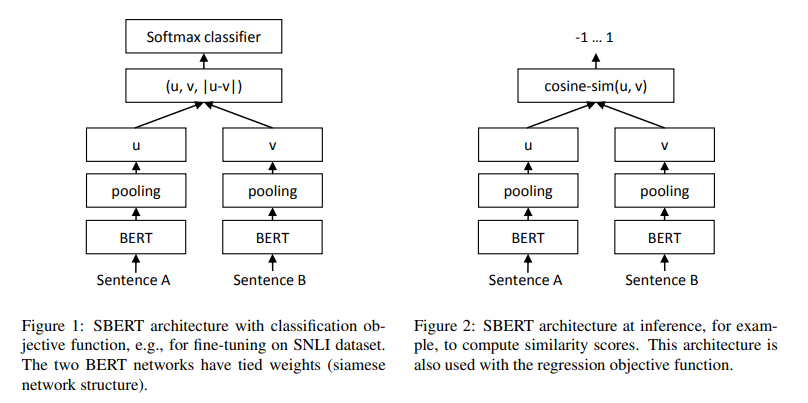 Softmax classifier
(u, v, |u-v|)
u
v
pooling
pooling
BERT
BERT
Sentence A
Sentence B
Figure 1: SBERT architecture with classification ob-
jective function, e.g., for fine-tuning on SNLI dataset.
The two BERT networks have tied weights (siamese
network structure).
-1 … 1
cosine-sim(u, v)
u
v
pooling
pooling
BERT
BERT
Sentence A
Sentence B
Figure 2: SBERT architecture at inference, for exam-
ple, to compute similarity scores. This architecture is
also used with the regression objective function.